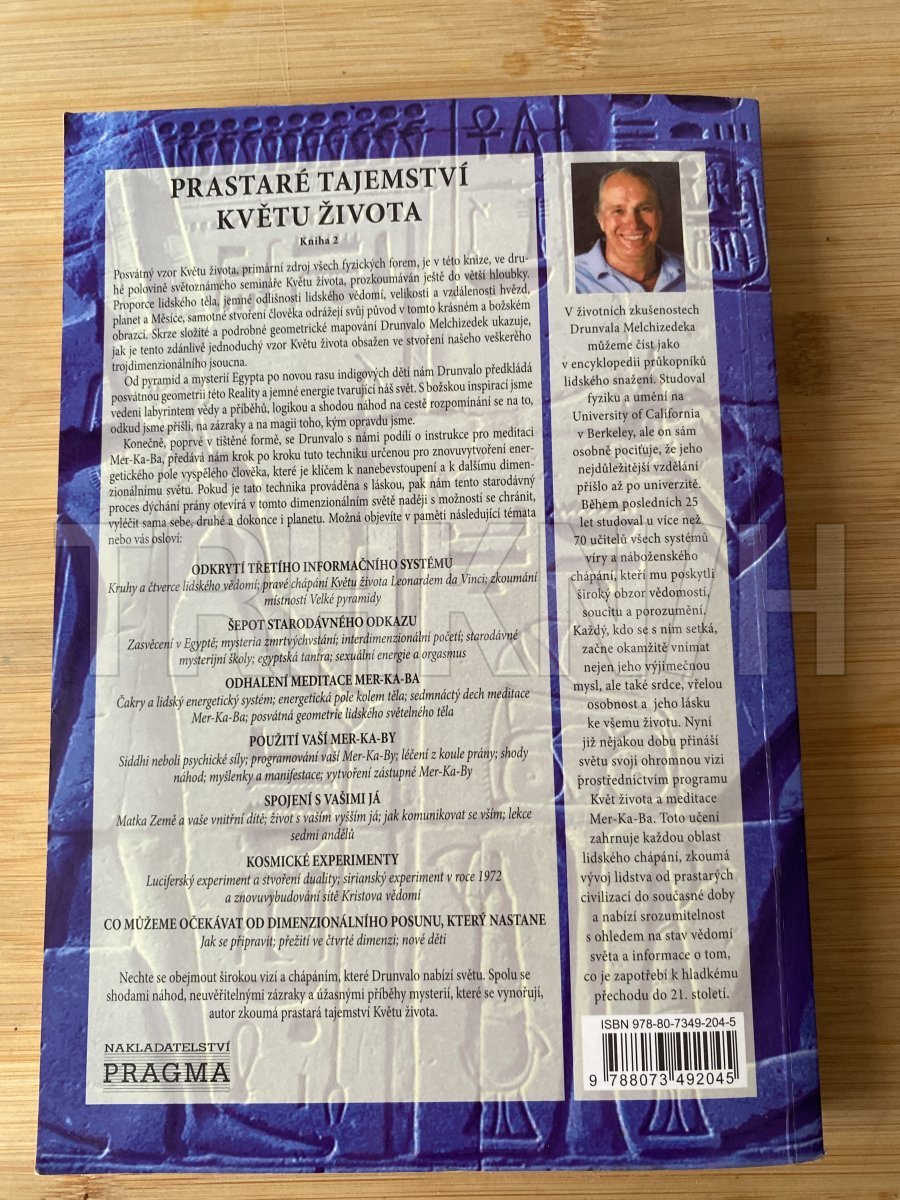 PRASTARÉ TAJEMSTVÍ
KVĚTU ŽIVOTA
Kniha 2
Posvátný vzor Květu života, primární zdroj všech fyzických forem, je v této knize, ve dru-
hé polovině světoznámého semináře Květu života, prozkoumáván ještě do větší hloubky.
Proporce lidského těla, jemné odlišnosti lidského vědomí, velikosti a vzdálenosti hvězd,
planet a Měsíce, samotné stvoření člověka odrážejí svůj původ v tomto krásném a božském
obrazci. Skrze složité a podrobné geometrické mapování Drunvalo Melchizedek ukazuje,
jak je tento zdánlivě jednoduchý vzor Květu života obsažen ve stvoření našeho veškerého
trojdimenzionálního jsoucna.
Od pyramid a mysterií Egypta po novou rasu indigových dětí nám Drunvalo předkládá
posvátnou geometrii této Reality a jemné energie tvarující náš svět. S božskou inspirací jsme
vedeni labyrintem vědy a příběhů, logikou a shodou náhod na cestě rozpomínání se na to,
odkud jsme přišli, na zázraky a na magii toho, kým opravdu jsme.
Konečně, poprvé v tištěné formě, se Drunvalo s námi podílí o instrukce pro meditaci
Mer-Ka-Ba, předává nám krok po kroku tuto techniku určenou pro znovuvytvoření ener-
getického pole vyspělého člověka, které je klíčem k nanebevstoupení a k dalšímu dimen-
zionálnímu světu. Pokud je tato technika prováděna s láskou, pak nám tento starodávný
proces dýchání prány otevírá v tomto dimenzionálním světě naději s možností se chránit,
vyléčit sama sebe, druhé a dokonce i planetu. Možná objevíte v paměti následující témata
nebo vás osloví:
ODKRYTÍ TŘETÍHO INFORMAČNÍHO SYSTÉMU
Kruhy a čtverce lidského vědomí; pravé chápání Květu života Leonardem da Vinci; zkoumání
místností Velké pyramidy
ŠEPOT STARODÁVNÉHO ODKAZU
Zasvěcení v Egyptě; mysteria zmrtvýchvstání; interdimenzionální početí; starodávné
mysterijní školy; egyptská tantra; sexuální energie a orgasmus
ODHALENÍ MEDITACE MER-KA-BA
Čakry a lidský energetický systém; energetická pole kolem těla; sedmnáctý dech meditace
Mer-Ka-Ba; posvátná geometrie lidského světelného těla
POUŽITÍ VAŠÍ MER-KA-BY
Siddhi neboli psychické síly; programování vaší Mer-Ka-By; léčení z koule prány; shody
náhod; myšlenky a manifestace; vytvoření zástupné Mer-Ka-By
SPOJENÍ S VAŠIMI JÁ
Matka Země a vaše vnitřní dítě; život s vaším vyšším já; jak komunikovat se vším; lekce
sedmi andělů
KOSMICKÉ EXPERIMENTY
Luciferský experiment a stvoření duality; sirianský experiment v roce 1972
a znovuvybudování sítě Kristova vědomí
CO MŮŽEME OČEKÁVAT OD DIMENZIONÁLNÍHO POSUNU, KTERÝ NASTANE
Jak se připravit; přežití ve čtvrté dimenzi; nové děti
Nechte se obejmout širokou vizí a chápáním, které Drunvalo nabízí světu. Spolu se
shodami náhod, neuvěřitelnými zázraky a úžasnými příběhy mysterií, které se vynořují,
autor zkoumá prastará tajemství Květu života.
NAKLADATELSTVÍ
PRAGMA
V životních zkušenostech
Drunvala Melchizedeka
můžeme číst jako
v encyklopedii průkopníků
lidského snažení. Studoval
fyziku a umění na
University of California
v Berkeley, ale on sám
osobně pociťuje, že jeho
nejdůležitější vzdělání
přišlo až po univerzitě.
Během posledních 25
let studoval u více než
70 učitelů všech systémů
víry a náboženského
chápání, kteří mu poskytli
široký obzor vědomostí,
soucitu a porozumění.
Každý, kdo se s ním setká,
začne okamžitě vnímat
nejen jeho výjimečnou
mysl, ale také srdce, vřelou
osobnost a jeho lásku
ke všemu životu. Nyní
již nějakou dobu přináší
světu svoji ohromnou vizi
prostřednictvím programu
Květ života a meditace
Mer-Ka-Ba. Toto učení
zahrnuje každou oblast
lidského chápání, zkoumá
vývoj lidstva od prastarých
civilizací do současné doby
a nabízí srozumitelnost
s ohledem na stav vědomí
světa a informace o tom,
co je zapotřebí k hladkému
přechodu do 21. století.
ISBN 978-80-7349-204-5
9 788073 492045